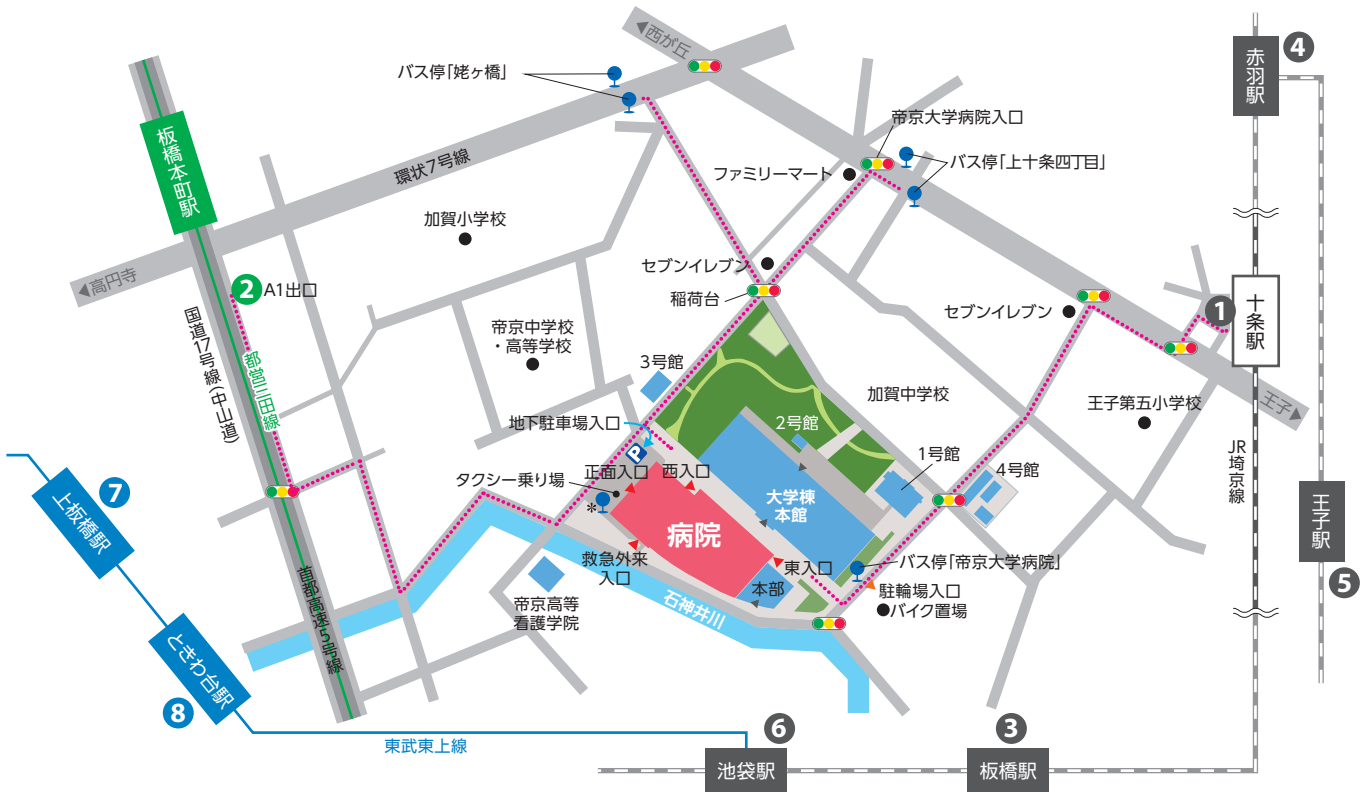 ◀西が丘
赤羽駅
4
バス停「姥ヶ橋」
帝京大学病院入口
板橋本町駅
環状7号線
ファミリーマート
バス停「上十条四丁目」
加賀小学校
◀高円寺
2
A1出口
セブンイレブン
稲荷台
セブンイレブン
1
十条駅
国道17号線(中山道)
都営三田線
帝京中学校
・高等学校
3号館
加賀中学校
王子第五小学校
王子▶
地下駐車場入口
P
2号館
1号館
4号館
JR埼京線
タクシー乗り場
正面入口
西入口
大学棟
本館
7
上板橋駅
*
病院
王子駅
5
救急外来
入口
東入口
バス停「帝京大学病院」
本部
駐輪場入口
バイク置場
帝京高等
看護学院
石神井川
首都高速5号線
ときわ台駅
8
東武東上線
6
池袋駅
3
板橋駅